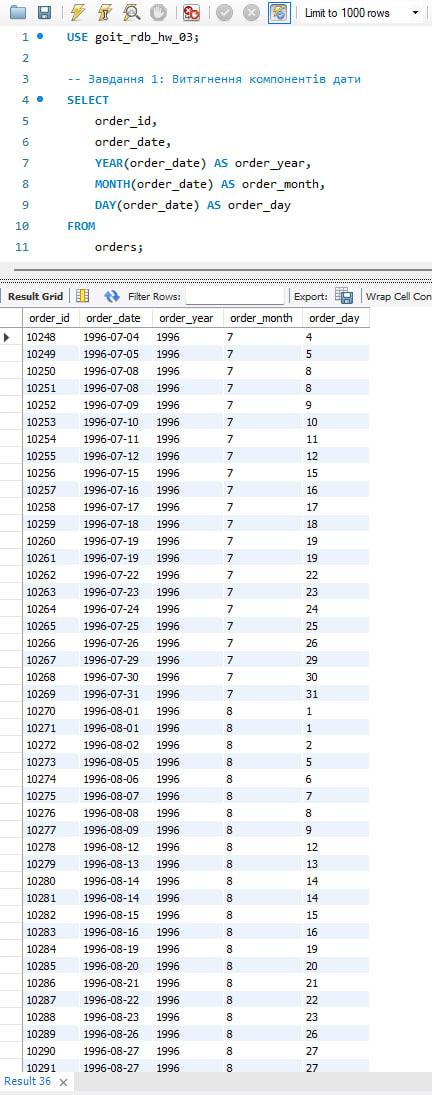 Limit to 1000 rows
1 USE goit_rdb_hw_03;
2
3 -- Завдання 1: Витягнення компонентів дати
4 SELECT
5 order_id,
6 order_date,
7 YEAR(order_date) AS order_year,
8 MONTH(order_date) AS order_month,
9 DAY(order_date) AS order_day
10 FROM
11 orders;
Result Grid Filter Rows: Export: Wrap Cell Con
order_id order_date order_year order_month order_day
10248 1996-07-04 1996 7 4
10249 1996-07-05 1996 7 5
10250 1996-07-08 1996 7 8
10251 1996-07-08 1996 7 8
10252 1996-07-09 1996 7 9
10253 1996-07-10 1996 7 10
10254 1996-07-11 1996 7 11
10255 1996-07-12 1996 7 12
10256 1996-07-15 1996 7 15
10257 1996-07-16 1996 7 16
10258 1996-07-17 1996 7 17
10259 1996-07-18 1996 7 18
10260 1996-07-19 1996 7 19
10261 1996-07-19 1996 7 19
10262 1996-07-22 1996 7 22
10263 1996-07-23 1996 7 23
10264 1996-07-24 1996 7 24
10265 1996-07-25 1996 7 25
10266 1996-07-26 1996 7 26
10267 1996-07-29 1996 7 29
10268 1996-07-30 1996 7 30
10269 1996-07-31 1996 7 31
10270 1996-08-01 1996 8 1
10271 1996-08-01 1996 8 1
10272 1996-08-02 1996 8 2
10273 1996-08-05 1996 8 5
10274 1996-08-06 1996 8 6
10275 1996-08-07 1996 8 7
10276 1996-08-08 1996 8 8
10277 1996-08-09 1996 8 9
10278 1996-08-12 1996 8 12
10279 1996-08-13 1996 8 13
10280 1996-08-14 1996 8 14
10281 1996-08-14 1996 8 14
10282 1996-08-15 1996 8 15
10283 1996-08-16 1996 8 16
10284 1996-08-19 1996 8 19
10285 1996-08-20 1996 8 20
10286 1996-08-21 1996 8 21
10287 1996-08-22 1996 8 22
10288 1996-08-23 1996 8 23
10289 1996-08-26 1996 8 26
10290 1996-08-27 1996 8 27
10291 1996-08-27 1996 8 27
Result 36